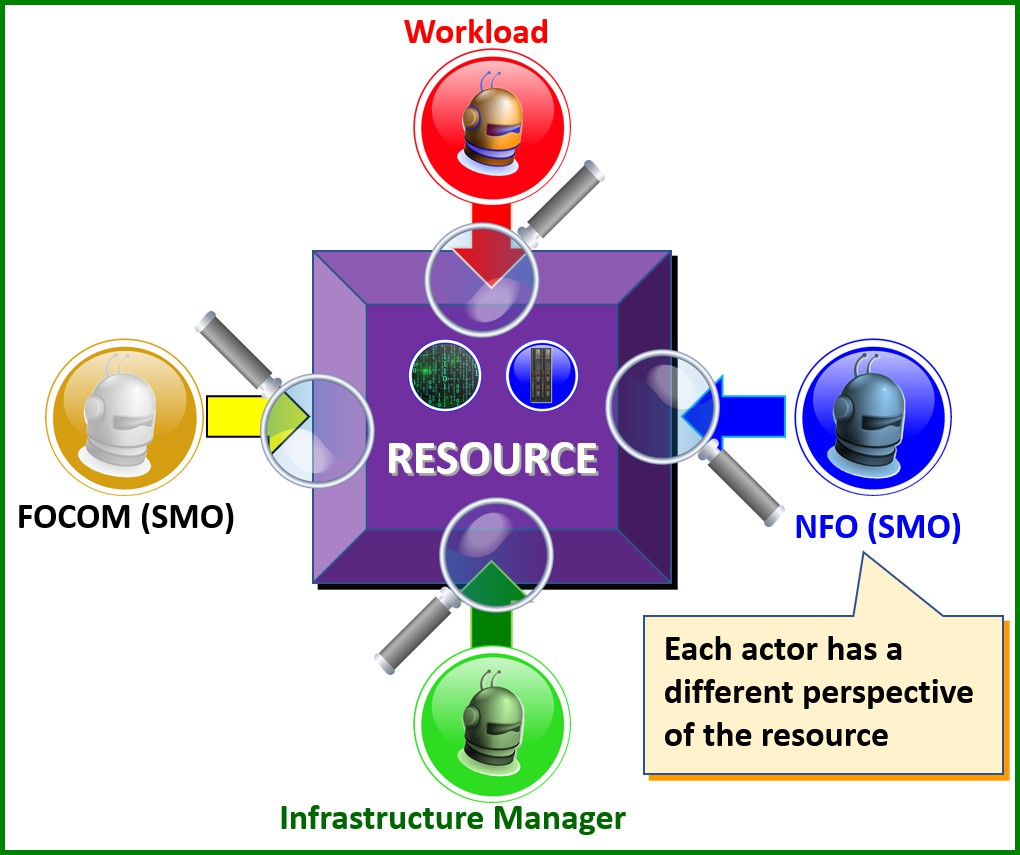 Workload
RESOURCE
FOCOM (SMO)
NFO (SMO)
Each actor has a
different perspective
of the resource
Infrastructure Manager